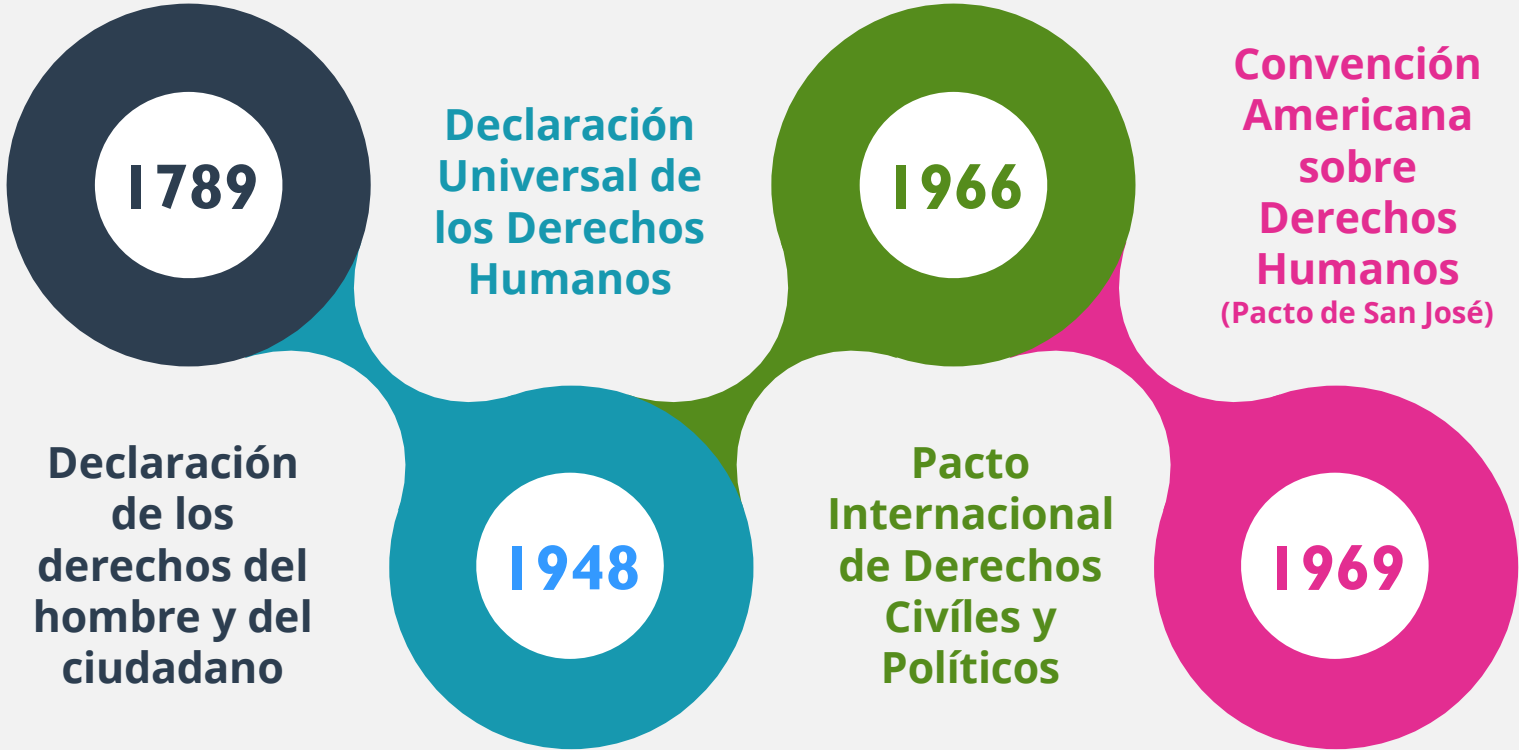 1789
Declaración
de los
derechos del
hombre y del
ciudadano
Declaración
Universal de
los Derechos
Humanos
1948
1966
Pacto
Internacional
de Derechos
Civíles y
Políticos
Convención
Americana
sobre
Derechos
Humanos
(Pacto de San José)
1969